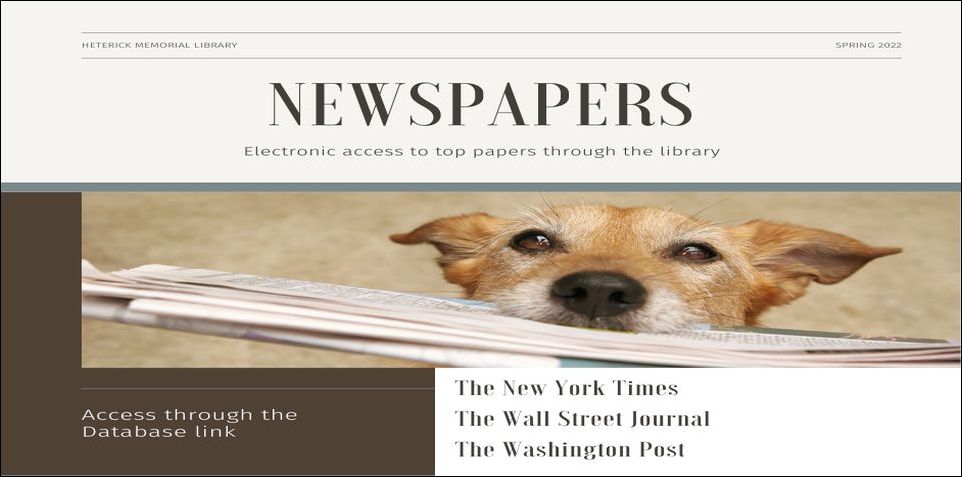 HETERICK MEMORIAL LIBRARY
SPRING 2022
NEWSPAPERS
Electronic access to top papers through the library
Access through the
Database link
The New York Times
The Wall Street Journal
The Washington Post